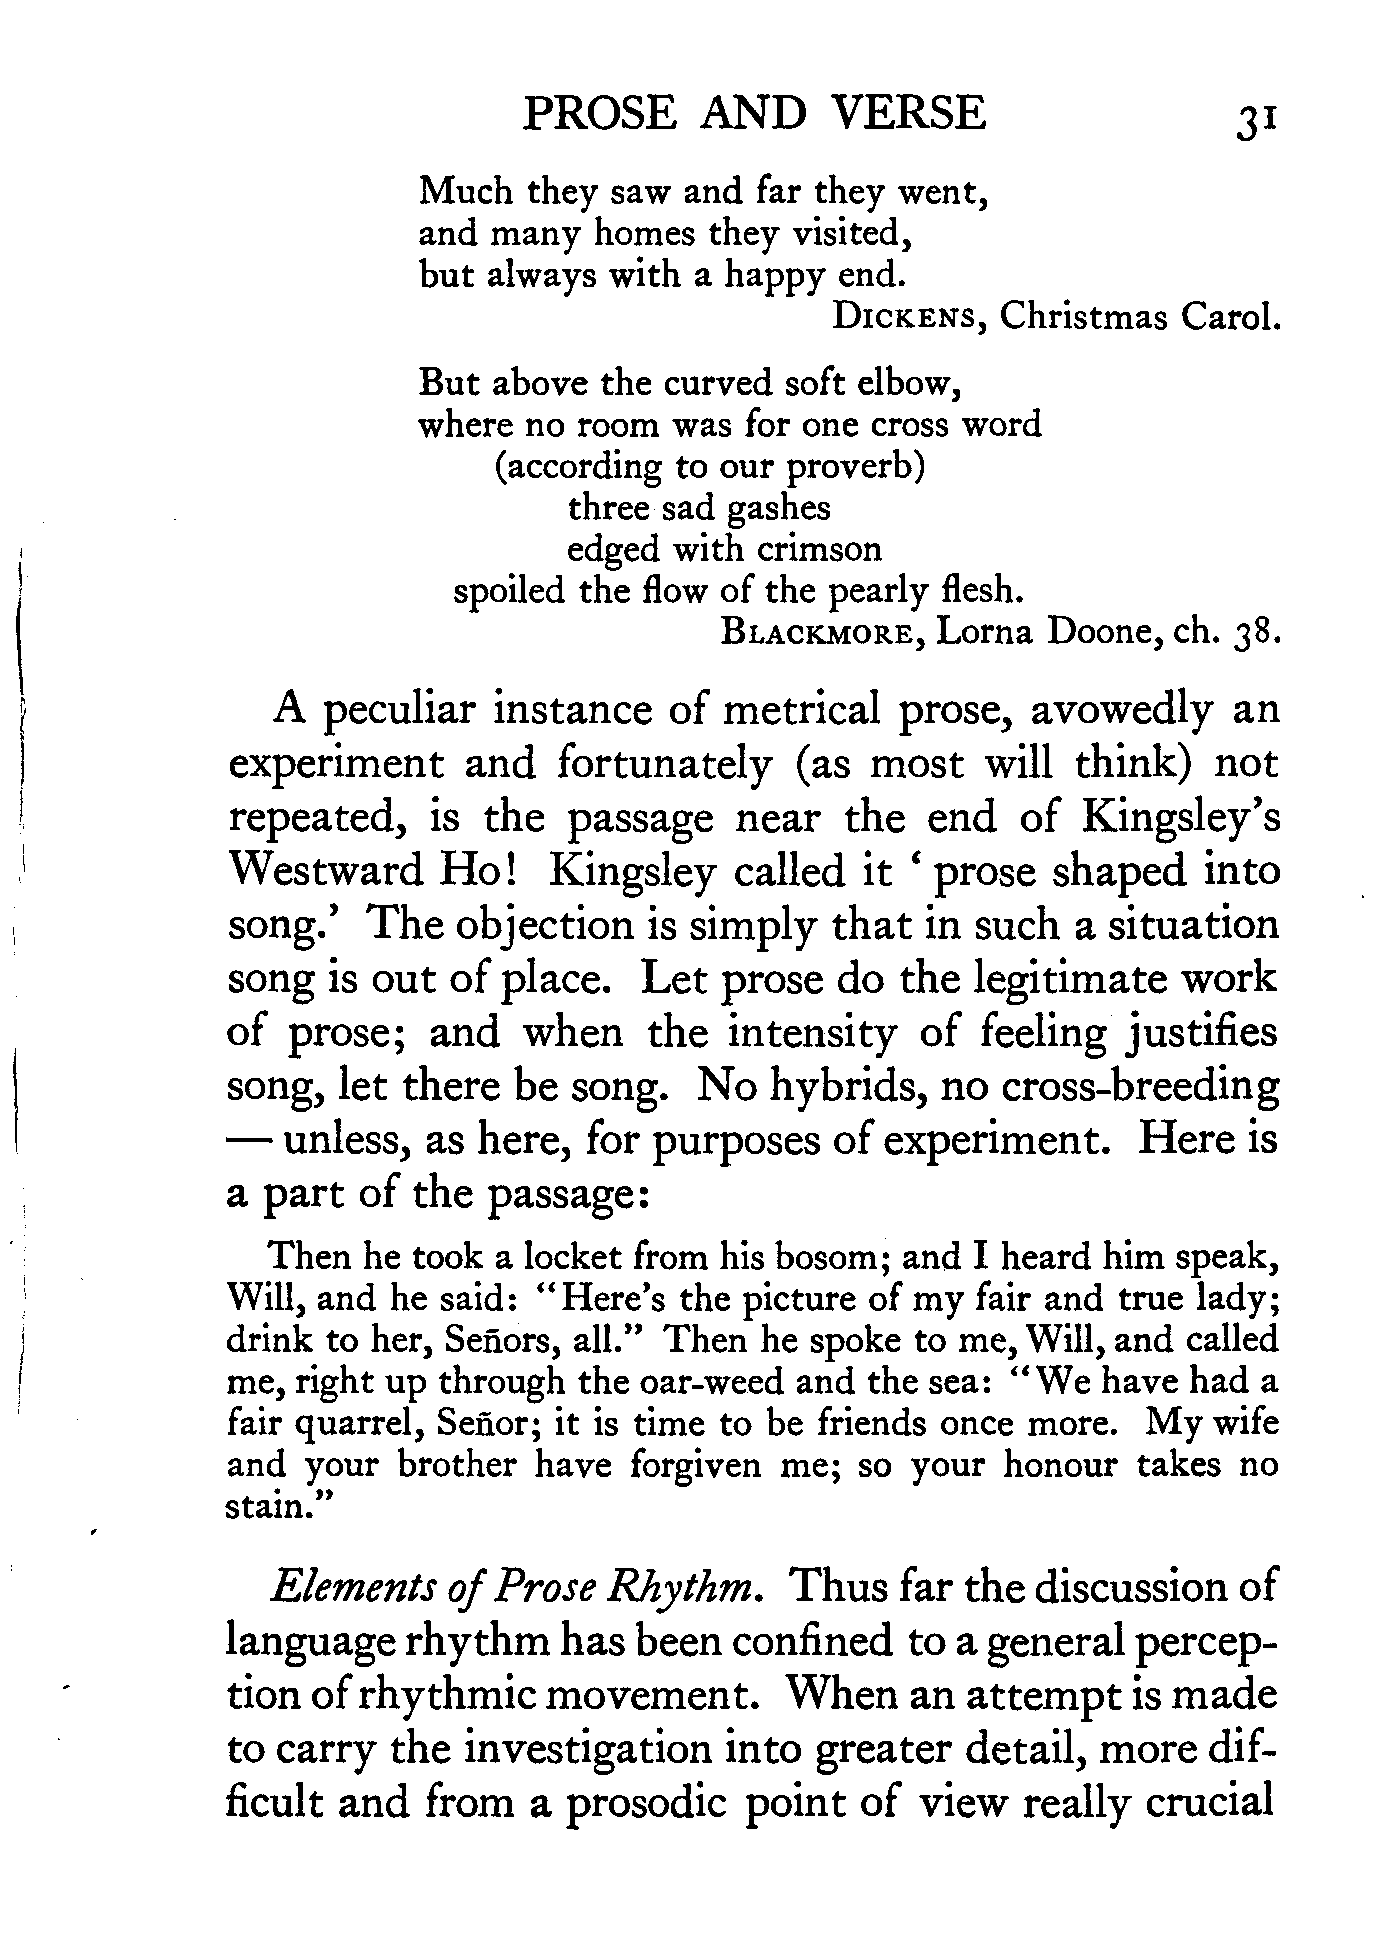 PROSE AND VERSE 31
Much they saw and far they went,
and many homes they visited,
but always with a happy end.
DICKENS, Christmas Carol.
But above the curved soft elbow,
where no room was for one cross word
(according to our proverb)
three sad gashes
edged with crimson
spoiled the flow of the pearly flesh.
BLACKMORE, Lorna Doone, ch. 38.
A peculiar instance of metrical prose, avowedly an
experiment and fortunately (as most will think) not
repeated, is the passage near the end of Kingsley's
Westward Ho! Kingsley called it ‘ prose shaped into
song.’ The objection is simply that in such a situation
song is out of place. Let prose do the legitimate work
of prose; and when the intensity of feeling justifies
song, let there be song. No hybrids, no cross-breeding
— unless, as here, for purposes of experiment. Here is
a part of the passage:
Then he took a locket from his bosom; and I heard him speak,
Will, and he said: “Here's the picture of my fair and true lady;
drink to her, Señors, all.” Then he spoke to me, Will, and called
me, right up through the oar-weed and the sea: “We have had a
fair quarrel, Señor; it is time to be friends once more. My wife
and your brother have forgiven me; so your honour takes no
stain.”
Elements of Prose Rhythm. Thus far the discussion of
language rhythm has been confined to a general percep-
tion of rhythmic movement. When an attempt is made
to carry the investigation into greater detail, more dif-
ficult and from a prosodic point of view really crucial